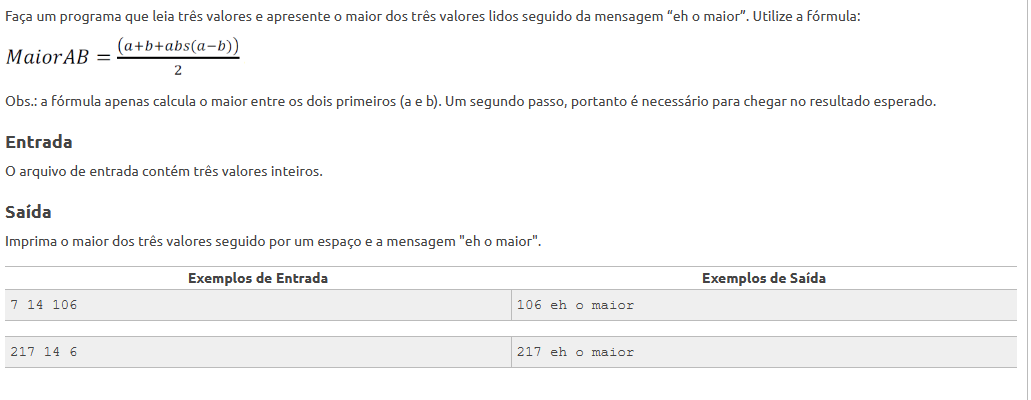 Faça um programa que leia três valores e apresente o maior dos três valores lidos seguido da mensagem “eh o maior”. Utilize a fórmula:
MaiorAB = (a+b+abs(a−b))
2
Obs.: a fórmula apenas calcula o maior entre os dois primeiros (a e b). Um segundo passo, portanto é necessário para chegar no resultado esperado.
Entrada
O arquivo de entrada contém três valores inteiros.
Saída
Imprima o maior dos três valores seguido por um espaço e a mensagem "eh o maior".
Exemplos de Entrada Exemplos de Saída
7 14 106 106 eh o maior
217 14 6 217 eh o maior